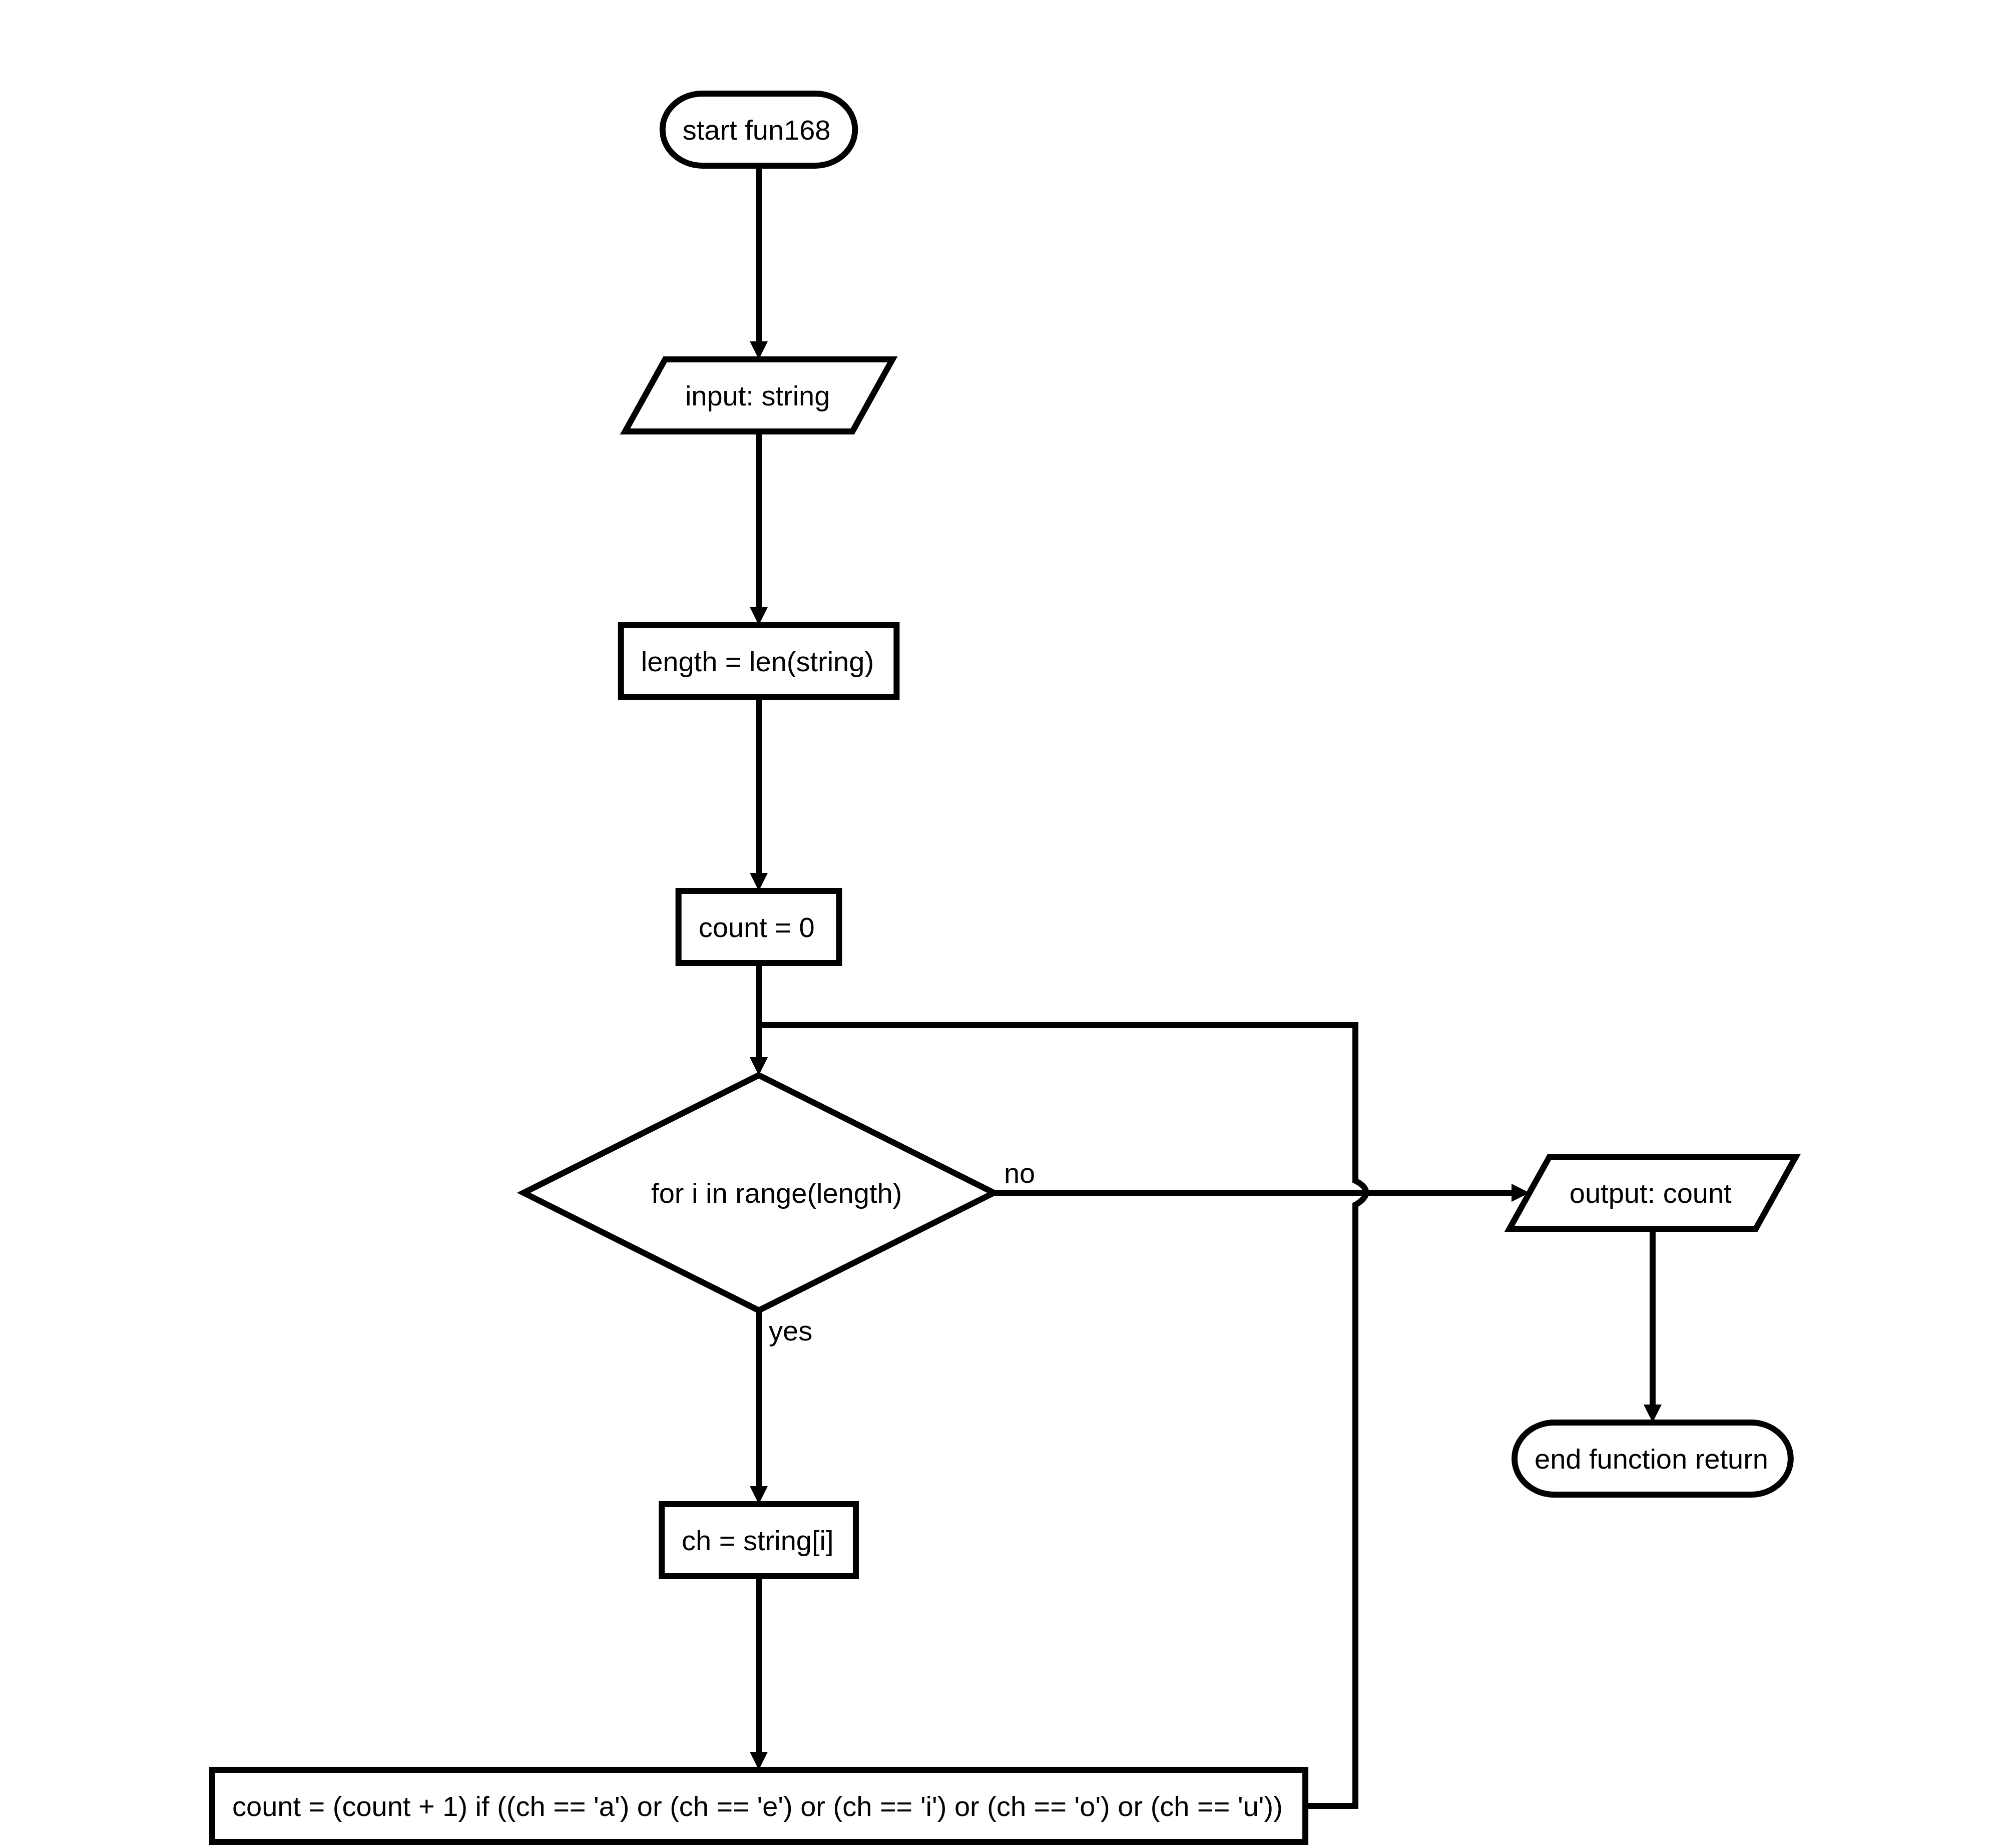 start fun168
input: string
length = len(string)
count = 0
for i in range(length)
no
output: count
yes
end function return
ch = string[i]
count = (count + 1) if ((ch == 'a') or (ch == 'e') or (ch == 'i') or (ch == 'o') or (ch == 'u'))